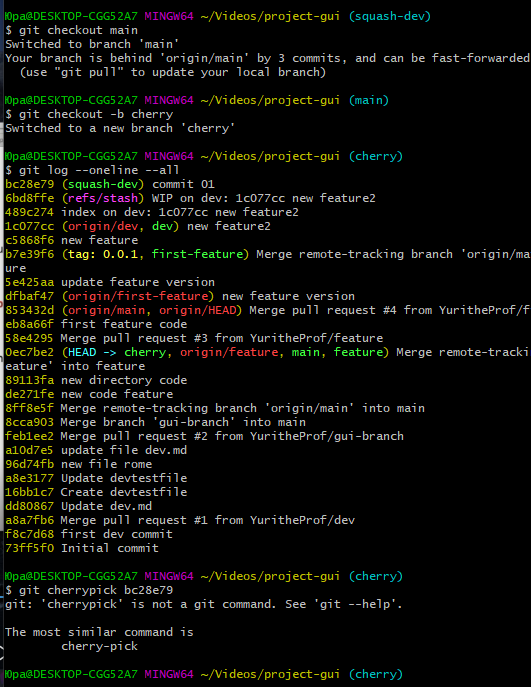 Opa@DESKTOP-CGG52A7 MINGW64 ~/Videos/project-gui (squash-dev)
$ git checkout main
Switched to branch 'main'
Your branch is behind 'origin/main' by 3 commits, and can be fast-forwarded
(use "git pull" to update your local branch)
Opa@DESKTOP-CGG52A7 MINGW64 ~/Videos/project-gui (main)
$ git checkout -b cherry
Switched to a new branch 'cherry'
Opa@DESKTOP-CGG52A7 MINGW64 ~/Videos/project-gui (cherry)
$ git log --oneline --all
bc28e79 (squash-dev) commit 01
6bd8ffe (refs/stash) WIP on dev: 1c077cc new feature2
489c274 index on dev: 1c077cc new feature2
1c077cc (origin/dev, dev) new feature2
c5868f6 new feature
b7e39f6 (tag: 0.0.1, first-feature) Merge remote-tracking branch 'origin/ma
ure
5e425aa update feature version
dfbaf47 (origin/first-feature) new feature version
853432d (origin/main, origin/HEAD) Merge pull request #4 from YuritheProf/f
eb8a66f first feature code
58e4295 Merge pull request #3 from YuritheProf/feature
0ec7be2 (HEAD -> cherry, origin/feature, main, feature) Merge remote-tracki
eature' into feature
89113fa new directory code
de271fe new code feature
8ff8e5f Merge remote-tracking branch 'origin/main' into main
8cca903 Merge branch 'gui-branch' into main
feb1ee2 Merge pull request #2 from YuritheProf/gui-branch
a10d7e5 update file dev.md
96d74fb new file rome
a8e3177 Update devtestfile
16bb1c7 Create devtestfile
dd80867 Update dev.md
a8a7fb6 Merge pull request #1 from YuritheProf/dev
f8c7d68 first dev commit
73ff5f0 Initial commit
Opa@DESKTOP-CGG52A7 MINGW64 ~/Videos/project-gui (cherry)
$ git cherrypick bc28e79
git: 'cherrypick' is not a git command. See 'git --help'.
The most similar command is
cherry-pick
Opa@DESKTOP-CGG52A7 MINGW64 ~/Videos/project-gui (cherry)